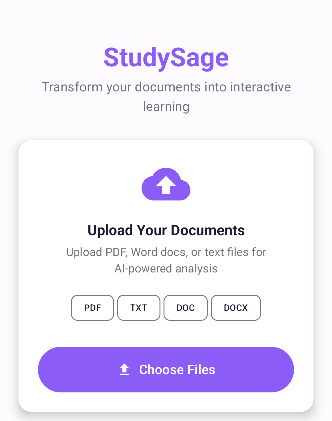 StudySage
Transform your documents into interactive
learning
Upload Your Documents
Upload PDF, Word docs, or text files for
AI-powered analysis
PDF
TXT
DOC
DOCX
Choose Files